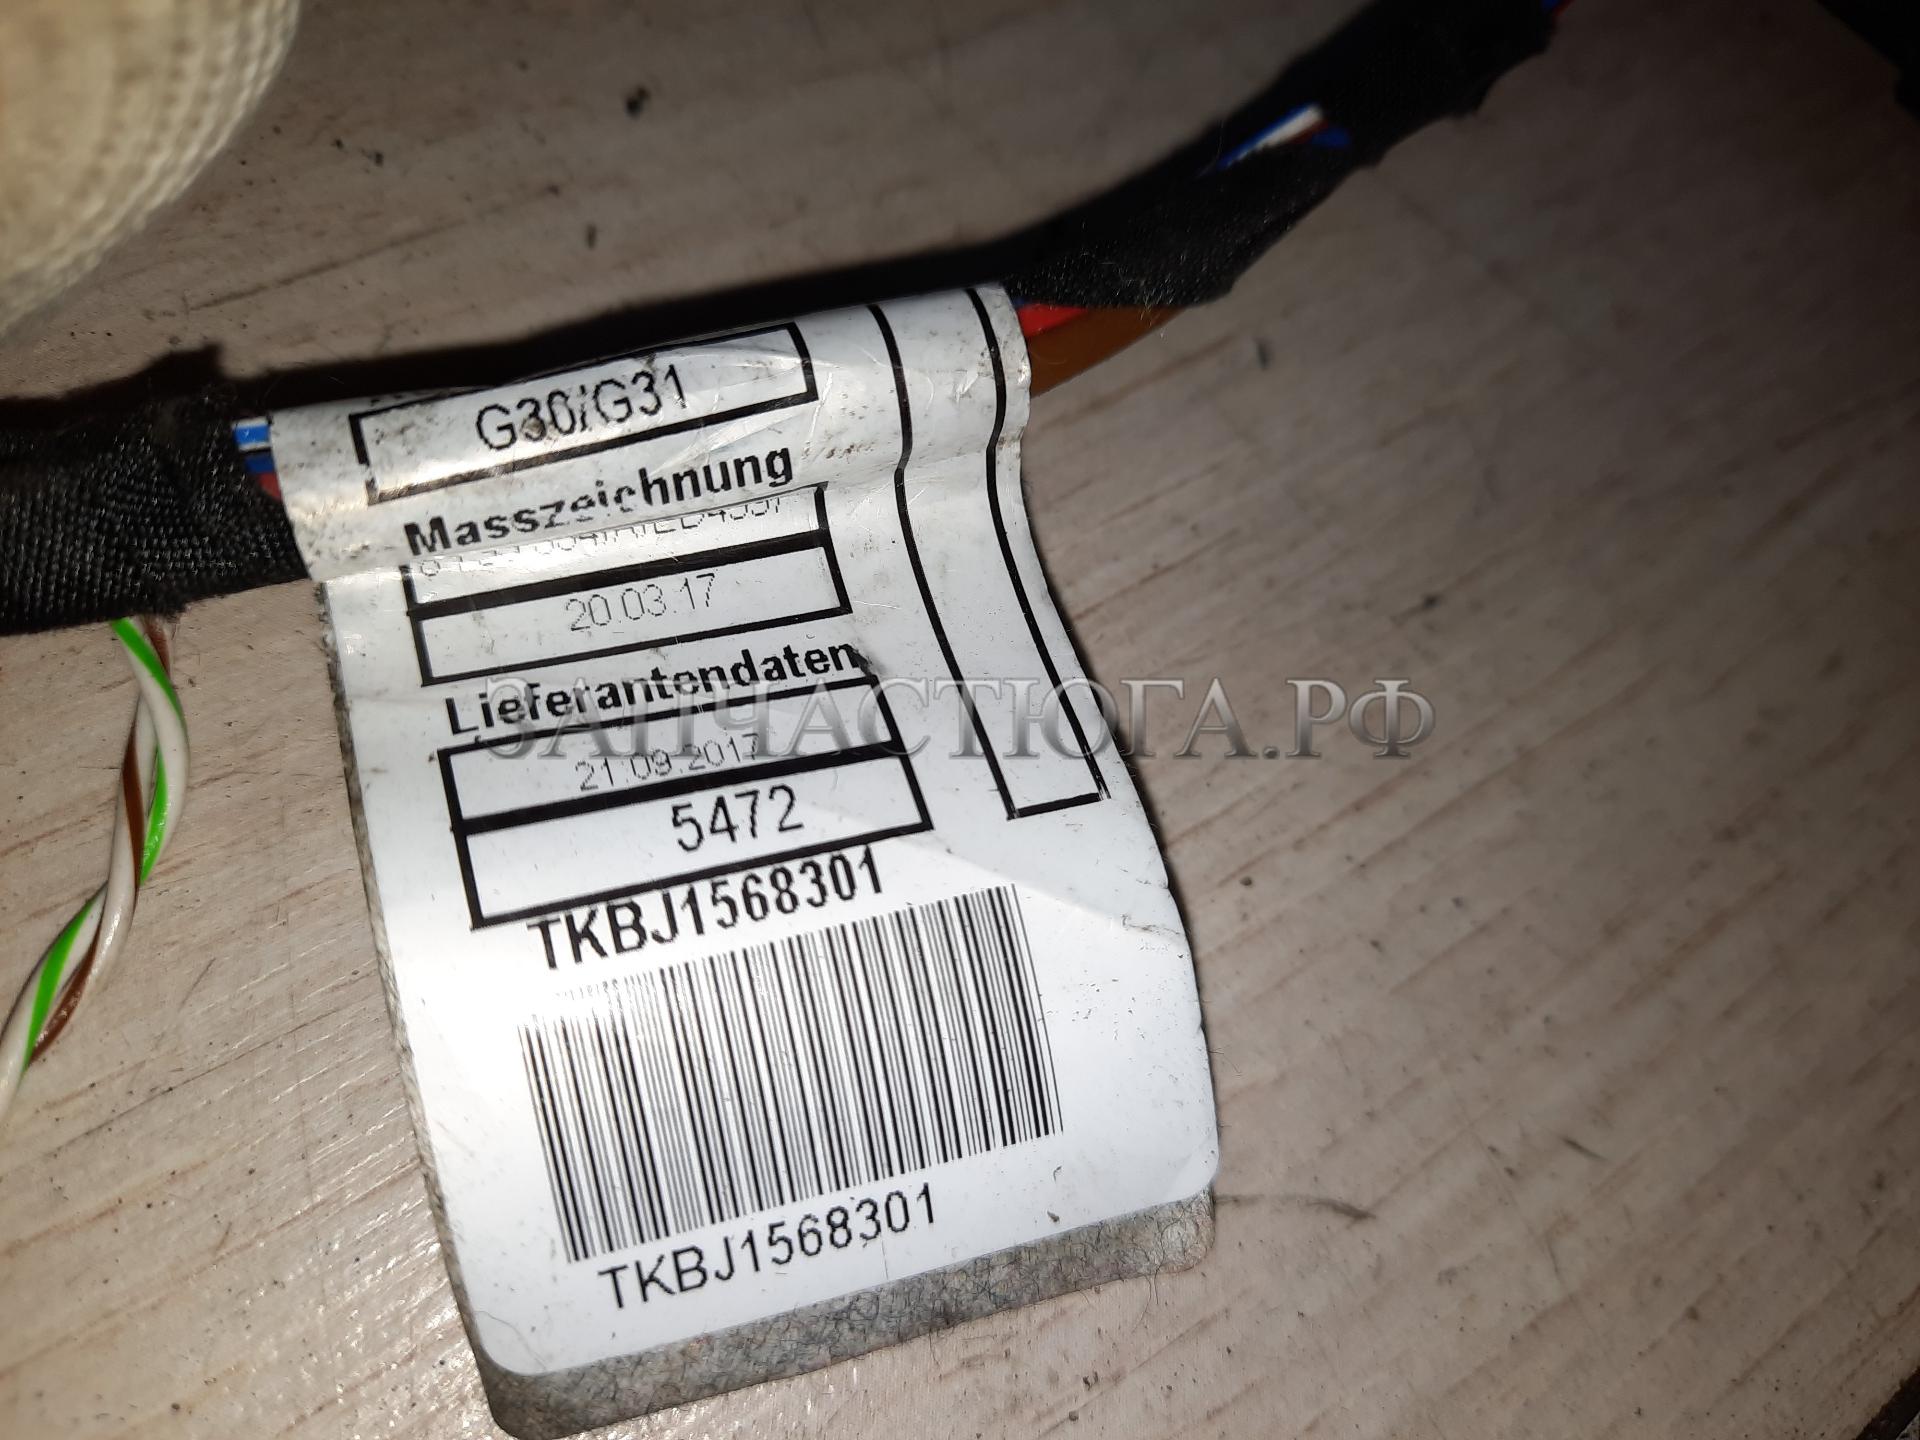 G30/G31
Masszeichnung
20.03.17
Lieferantendaten
ЗАПЧАСТЮГА.РФ
21.09.2017
5472
TKBJ1568301
TKBJ1568301